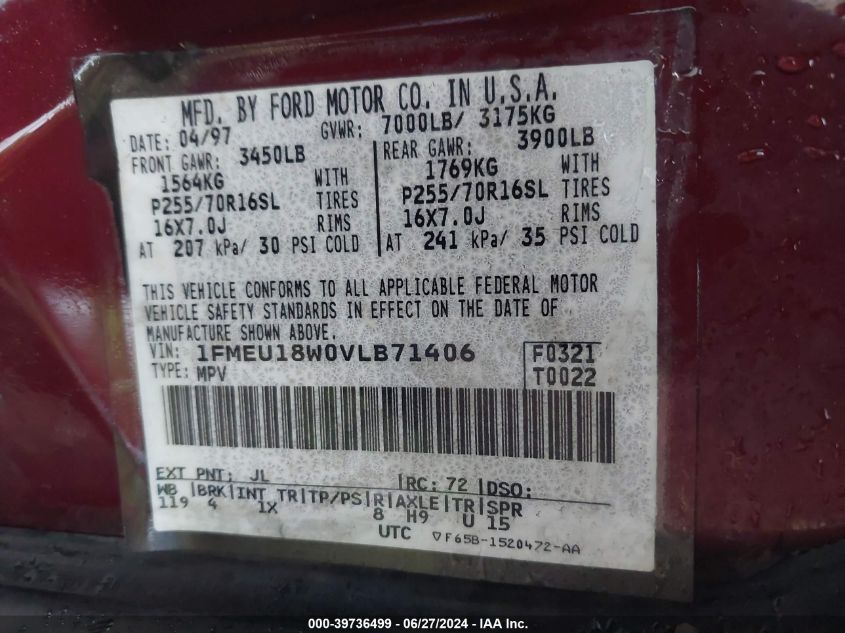 MFD. BY FORD MOTOR CO. IN U.S.A.
DATE: 04/97 GVWR: 7000LB/ 3175KG
FRONT GAWR: 3450LB REAR GAWR: 3900LB
1564KG WITH 1769KG WITH
P255/70R16SL TIRES P255/70R16SL TIRES
16X7.0J RIMS 16X7.0J RIMS
AT 207 kPa/ 30 PSI COLD AT 241 kPa/ 35 PSI COLD
THIS VEHICLE CONFORMS TO ALL APPLICABLE FEDERAL MOTOR
VEHICLE SAFETY STANDARDS IN EFFECT ON THE DATE OF
MANUFACTURE SHOWN ABOVE.
VIN: 1FMEU18W0VLB71406 F0321
TYPE: MPV T0022
EXT PNT: JL RC: 72 DSO:
WB BRK INT TR TP/PS R AXLE TR SPR
119 4 1X 8 H9 U 15
UTC ▽F65B-1520472-AA
000-39736499 - 06/27/2024 - IAA Inc.